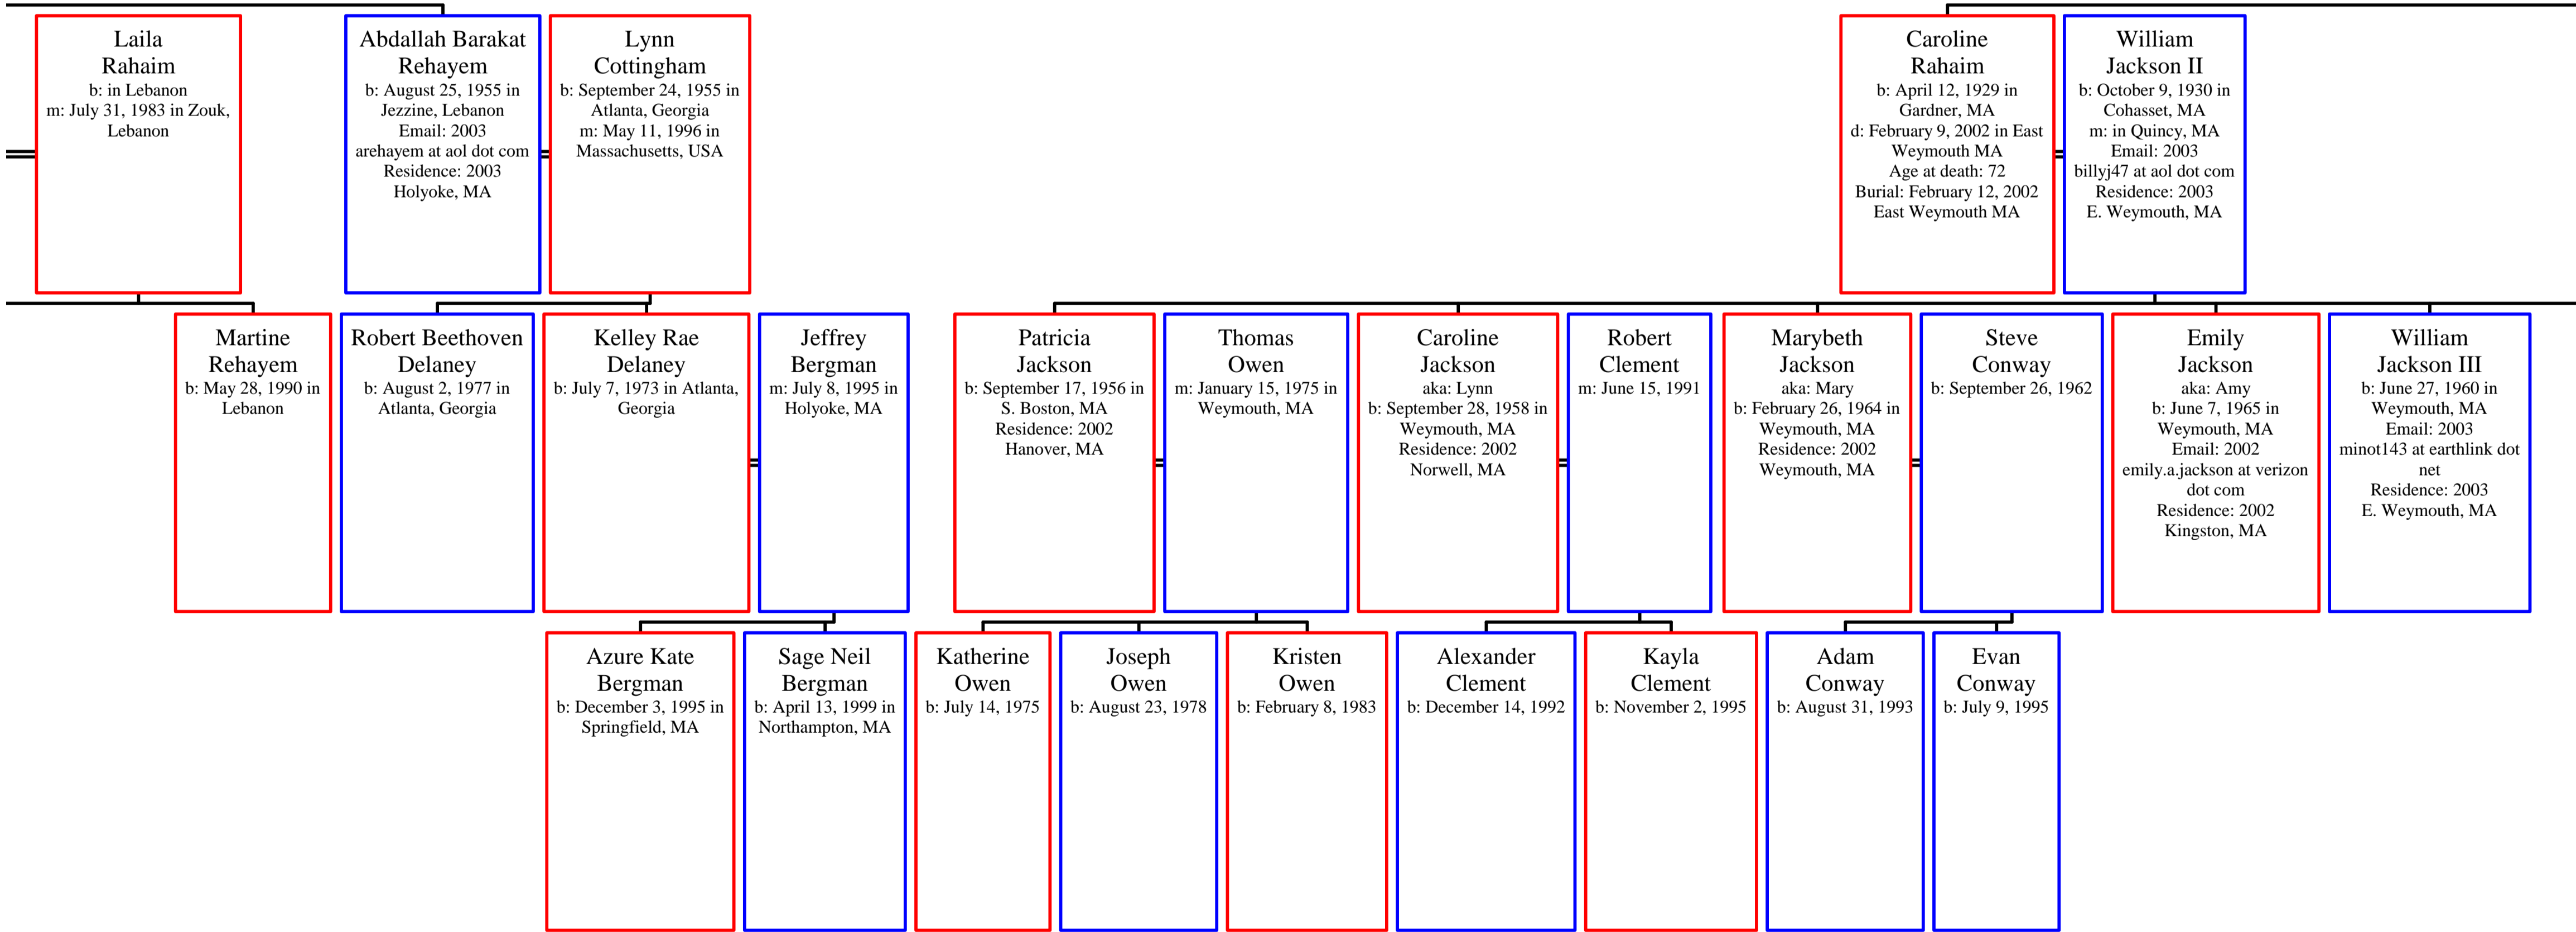 Laila
Rahaim
b: in Lebanon
m: July 31, 1983 in Zouk,
Lebanon
Abdallah Barakat
Rehayem
b: August 25, 1955 in
Jezzine, Lebanon
Email: 2003
arehayem at aol dot com
Residence: 2003
Holyoke, MA
Lynn
Cottingham
b: September 24, 1955 in
Atlanta, Georgia
m: May 11, 1996 in
Massachusetts, USA
Caroline
Rahaim
b: April 12, 1929 in
Gardner, MA
d: February 9, 2002 in East
Weymouth MA
Age at death: 72
Burial: February 12, 2002
East Weymouth MA
William
Jackson II
b: October 9, 1930 in
Cohasset, MA
m: in Quincy, MA
Email: 2003
billyj47 at aol dot com
Residence: 2003
E. Weymouth, MA
Martine
Rehayem
b: May 28, 1990 in
Lebanon
Robert Beethoven
Delaney
b: August 2, 1977 in
Atlanta, Georgia
Kelley Rae
Delaney
b: July 7, 1973 in Atlanta,
Georgia
Jeffrey
Bergman
m: July 8, 1995 in
Holyoke, MA
Patricia
Jackson
b: September 17, 1956 in
S. Boston, MA
Residence: 2002
Hanover, MA
Thomas
Owen
m: January 15, 1975 in
Weymouth, MA
Caroline
Jackson
aka: Lynn
b: September 28, 1958 in
Weymouth, MA
Residence: 2002
Norwell, MA
Robert
Clement
m: June 15, 1991
Marybeth
Jackson
aka: Mary
b: February 26, 1964 in
Weymouth, MA
Residence: 2002
Weymouth, MA
Steve
Conway
b: September 26, 1962
Emily
Jackson
aka: Amy
b: June 7, 1965 in
Weymouth, MA
Email: 2002
emily.a.jackson at verizon
dot com
Residence: 2002
Kingston, MA
William
Jackson III
b: June 27, 1960 in
Weymouth, MA
Email: 2003
minot143 at earthlink dot
net
Residence: 2003
E. Weymouth, MA
Azure Kate
Bergman
b: December 3, 1995 in
Springfield, MA
Sage Neil
Bergman
b: April 13, 1999 in
Northampton, MA
Katherine
Owen
b: July 14, 1975
Joseph
Owen
b: August 23, 1978
Kristen
Owen
b: February 8, 1983
Alexander
Clement
b: December 14, 1992
Kayla
Clement
b: November 2, 1995
Adam
Conway
b: August 31, 1993
Evan
Conway
b: July 9, 1995